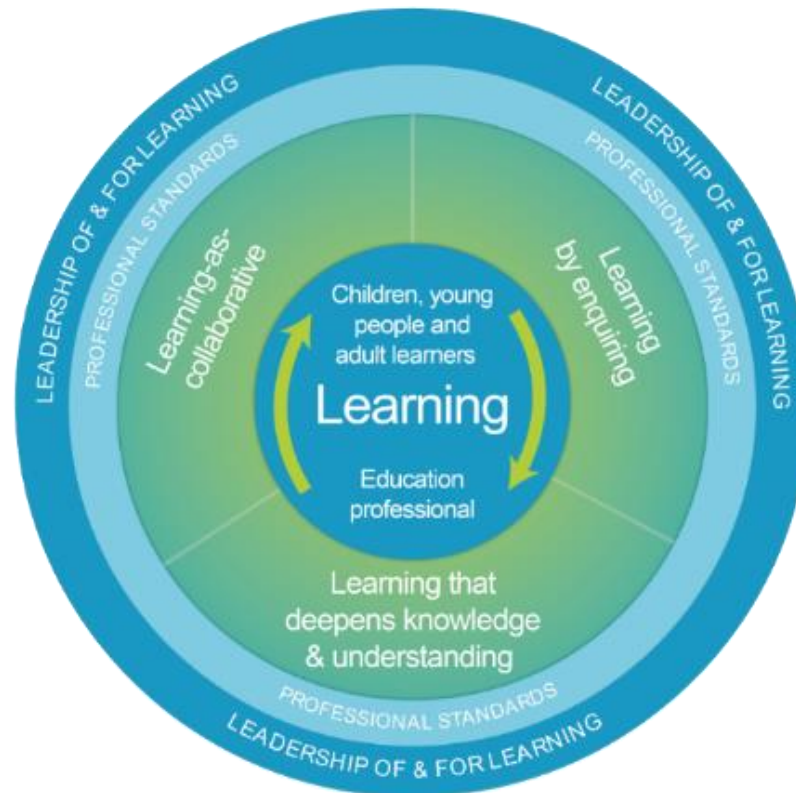 LEADERSHIP OF & FOR LEARNING
LEADERSHIP OF & FOR LEARNING
PROFESSIONAL STANDARDS
PROFESSIONAL STANDARDS
Learning-as-
collaborative
Learning
by enquiring
Children, young
people and
adult learners
Learning
Education
professional
Learning that
deepens knowledge
& understanding
PROFESSIONAL STANDARDS
LEADERSHIP OF & FOR LEARNING